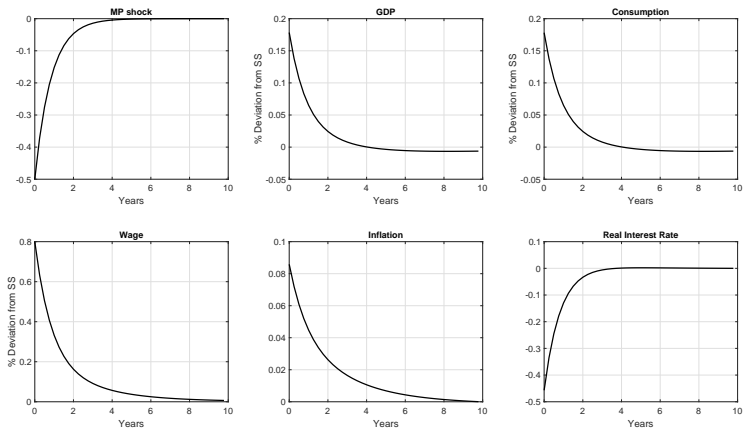 MP shock
0
-0.1
-0.2
-0.3
-0.4
-0.5
0 2 4 6 8 10
Years
GDP
% Deviation from SS
0.2
0.15
0.1
0.05
0
-0.05
0 2 4 6 8 10
Years
Consumption
% Deviation from SS
0.2
0.15
0.1
0.05
0
-0.05
0 2 4 6 8 10
Years
Wage
% Deviation from SS
0.8
0.6
0.4
0.2
0
0 2 4 6 8 10
Years
Inflation
0.1
0.08
0.06
0.04
0.02
0
0 2 4 6 8 10
Years
Real Interest Rate
0.1
0
-0.1
-0.2
-0.3
-0.4
-0.5
0 2 4 6 8 10
Years